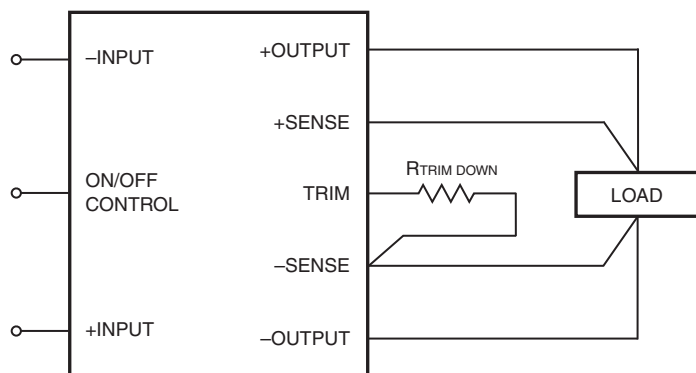 –INPUT
+OUTPUT
+SENSE
RTRIM DOWN
ON/OFF
CONTROL
TRIM
LOAD
–SENSE
+INPUT
–OUTPUT